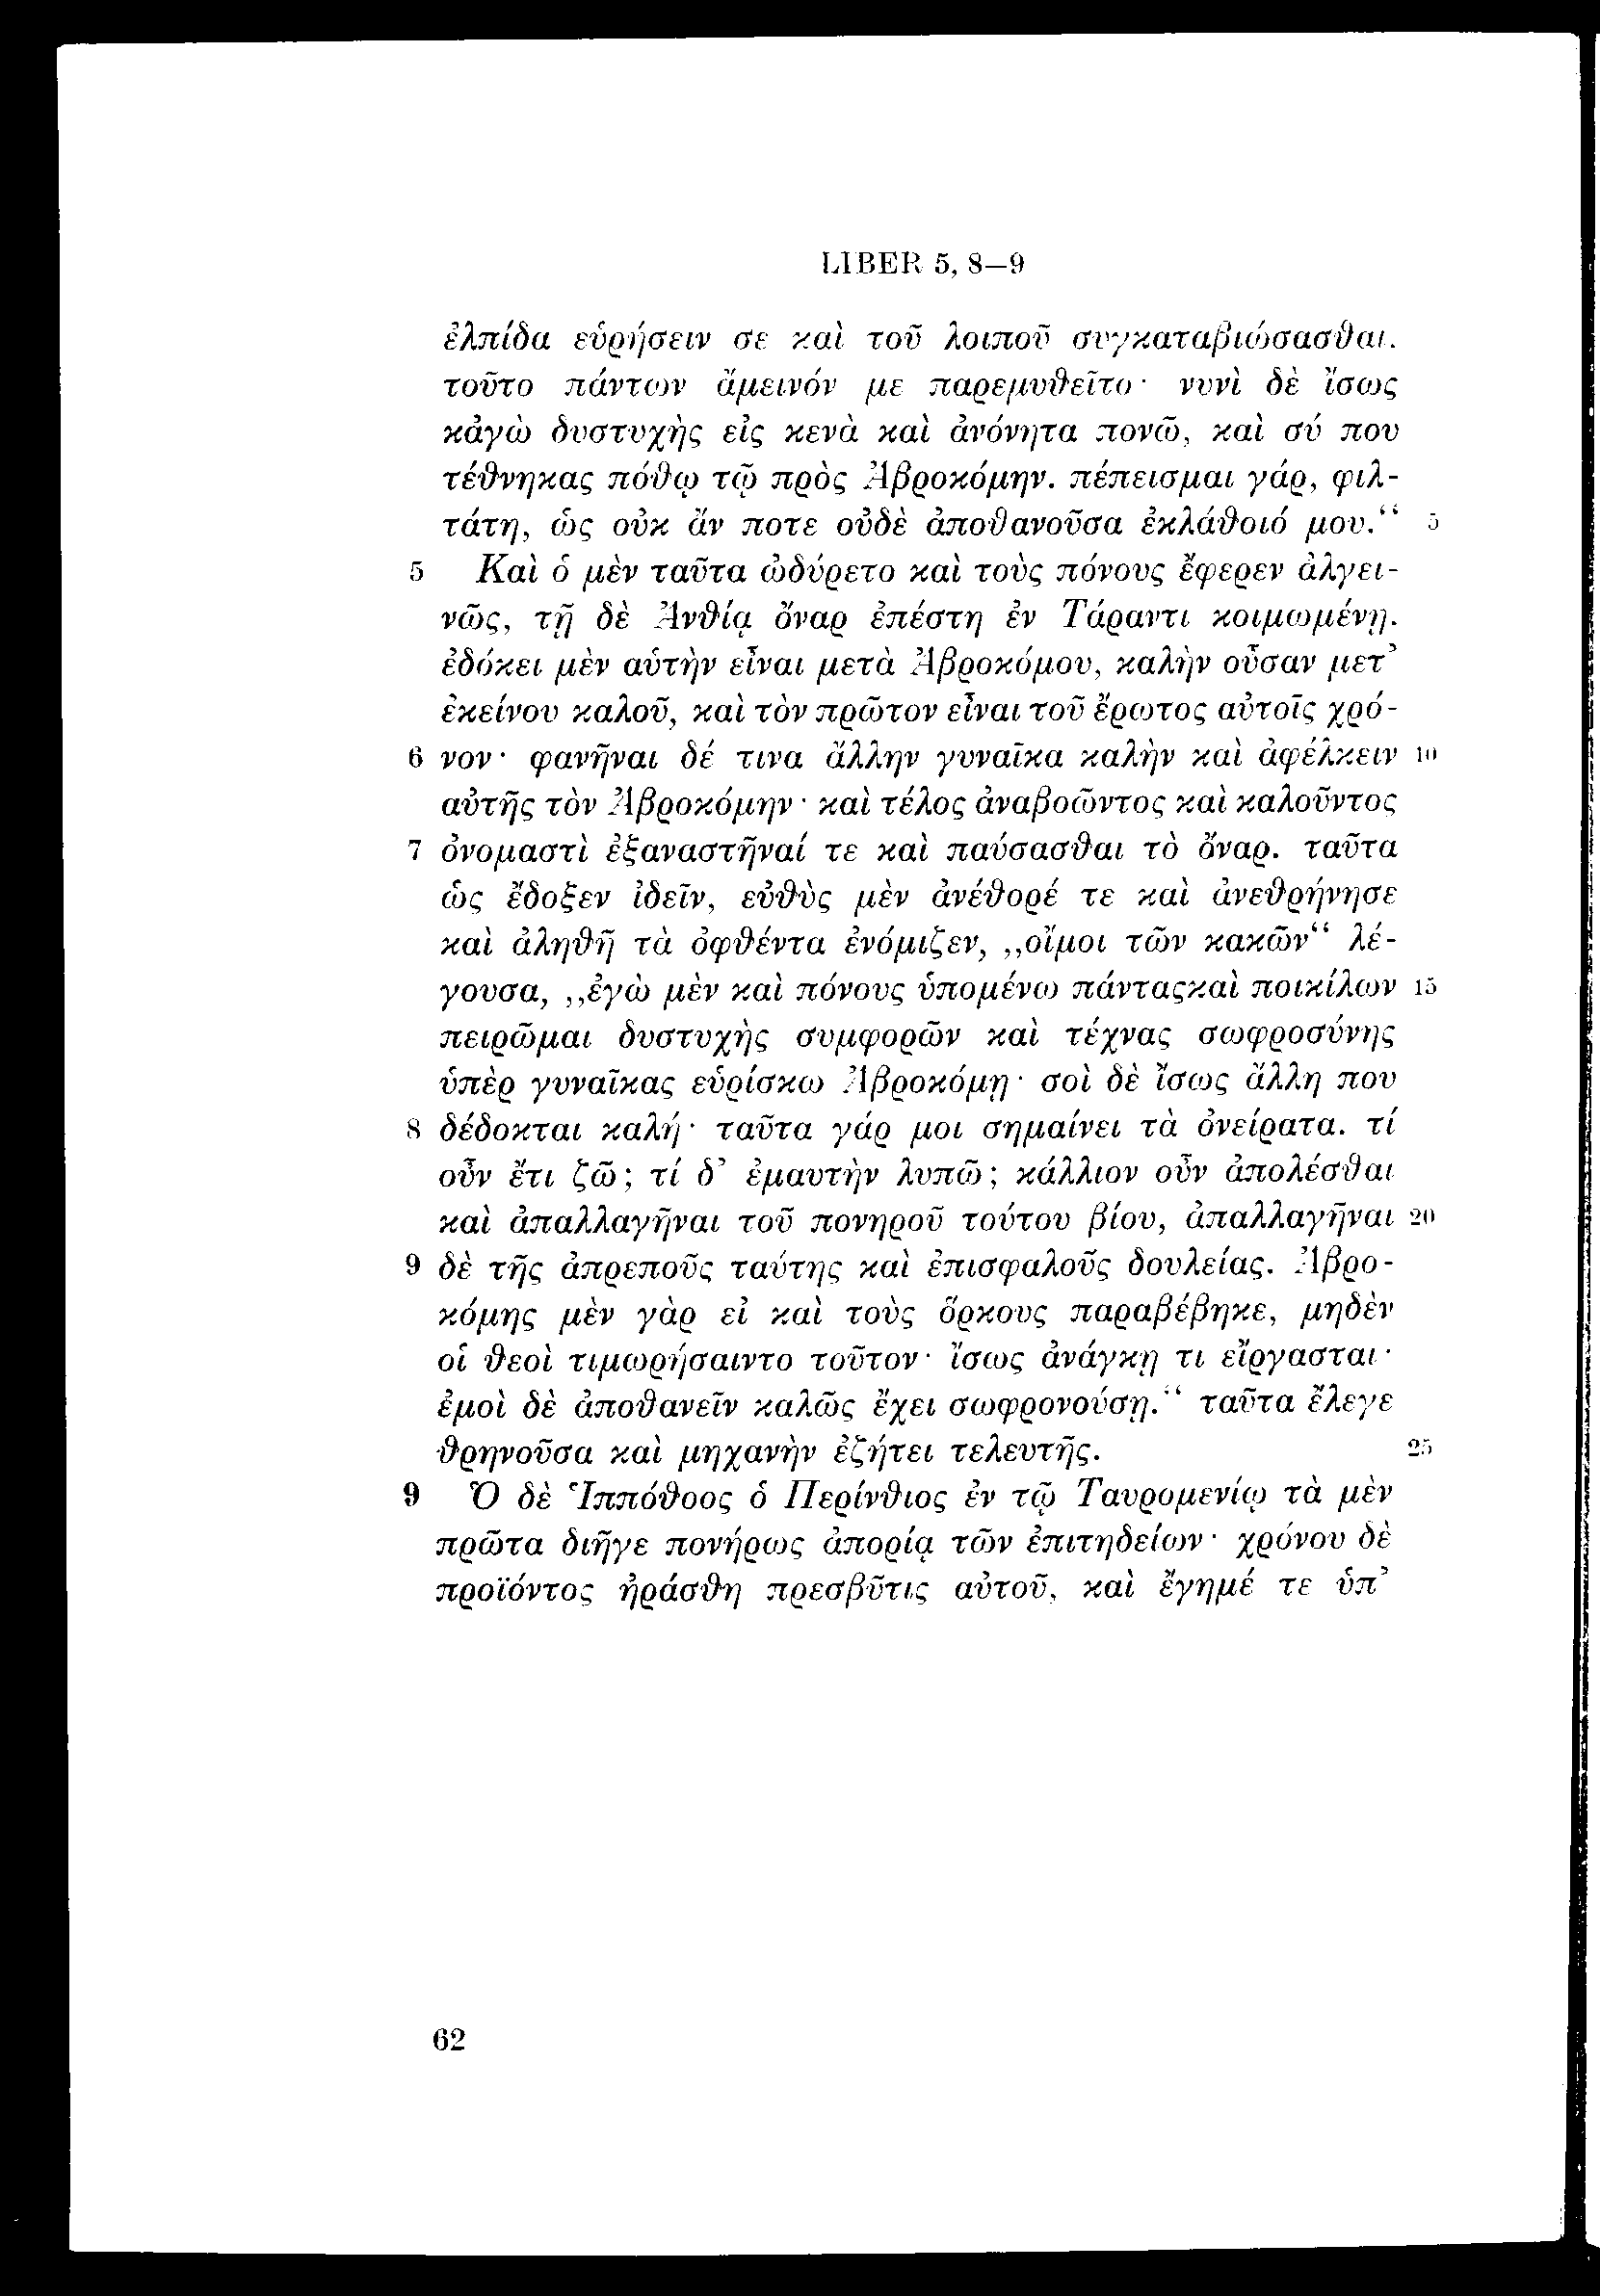 LIBER 5, 8–9
ἐλπίδα εὑρήσειν σε καὶ τοῦ λοιποῦ συγκαταβιώσασθαι.
τοῦτο πάντων ἄμεινόν με παρεμυθεῖτο· νυνὶ δὲ ἴσως
κἀγὼ δυστυχὴς εἰς κενὰ καὶ ἀνόνητα πονῶ, καὶ σύ που
τέθνηκας πόθῳ τῷ πρὸς Ἁβροκόμην. πέπεισμαι γάρ, φιλ-
τάτη, ὡς οὐκ ἄν ποτε οὐδὲ ἀποθανοῦσα ἐκλάθοιό μου.“ 5
5 Καὶ ὁ μὲν ταῦτα ὠδύρετο καὶ τοὺς πόνους ἔφερεν ἀλγει-
νῶς, τῇ δὲ Ἀνθίᾳ ὄναρ ἐπέστη ἐν Τάραντι κοιμωμένῃ.
ἐδόκει μὲν αὑτὴν εἶναι μετὰ Ἁβροκόμου, καλὴν οὖσαν μετ’
ἐκείνου καλοῦ, καὶ τὸν πρῶτον εἶναι τοῦ ἔρωτος αὐτοῖς χρό-
6 νον· φανῆναι δέ τινα ἄλλην γυναῖκα καλὴν καὶ ἀφέλκειν 10
αὐτῆς τὸν Ἁβροκόμην· καὶ τέλος ἀναβοῶντος καὶ καλοῦντος
7 ὀνομαστὶ ἐξαναστῆναί τε καὶ παύσασθαι τὸ ὄναρ. ταῦτα
ὡς ἔδοξεν ἰδεῖν, εὐθὺς μὲν ἀνέθορέ τε καὶ ἀνεθρήνησε
καὶ ἀληθῆ τὰ ὀφθέντα ἐνόμιζεν, „οἴμοι τῶν κακῶν“ λέ-
γουσα, „ἐγὼ μὲν καὶ πόνους ὑπομένω πάνταςκαὶ ποικίλων 15
πειρῶμαι δυστυχὴς συμφορῶν καὶ τέχνας σωφροσύνης
ὑπὲρ γυναῖκας εὑρίσκω Ἁβροκόμῃ· σοὶ δὲ ἴσως ἄλλη που
8 δέδοκται καλή· ταῦτα γάρ μοι σημαίνει τὰ ὀνείρατα. τί
οὖν ἔτι ζῶ; τί δ’ ἐμαυτὴν λυπῶ; κάλλιον οὖν ἀπολέσθαι
καὶ ἀπαλλαγῆναι τοῦ πονηροῦ τούτου βίου, ἀπαλλαγῆναι 20
9 δὲ τῆς ἀπρεποῦς ταύτης καὶ ἐπισφαλοῦς δουλείας. Ἁβρο-
κόμης μὲν γὰρ εἰ καὶ τοὺς ὅρκους παραβέβηκε, μηδὲν
οἱ θεοὶ τιμωρήσαιντο τοῦτον· ἴσως ἀνάγκῃ τι εἴργασται·
ἐμοὶ δὲ ἀποθανεῖν καλῶς ἔχει σωφρονούσῃ.“ ταῦτα ἔλεγε
θρηνοῦσα καὶ μηχανὴν ἐζήτει τελευτῆς. 25
9 Ὁ δὲ Ἱππόθοος ὁ Περίνθιος ἐν τῷ Ταυρομενίῳ τὰ μὲν
πρῶτα διῆγε πονήρως ἀπορίᾳ τῶν ἐπιτηδείων· χρόνου δὲ
προϊόντος ἠράσθη πρεσβῦτις αὐτοῦ, καὶ ἔγημέ τε ὑπ’
62